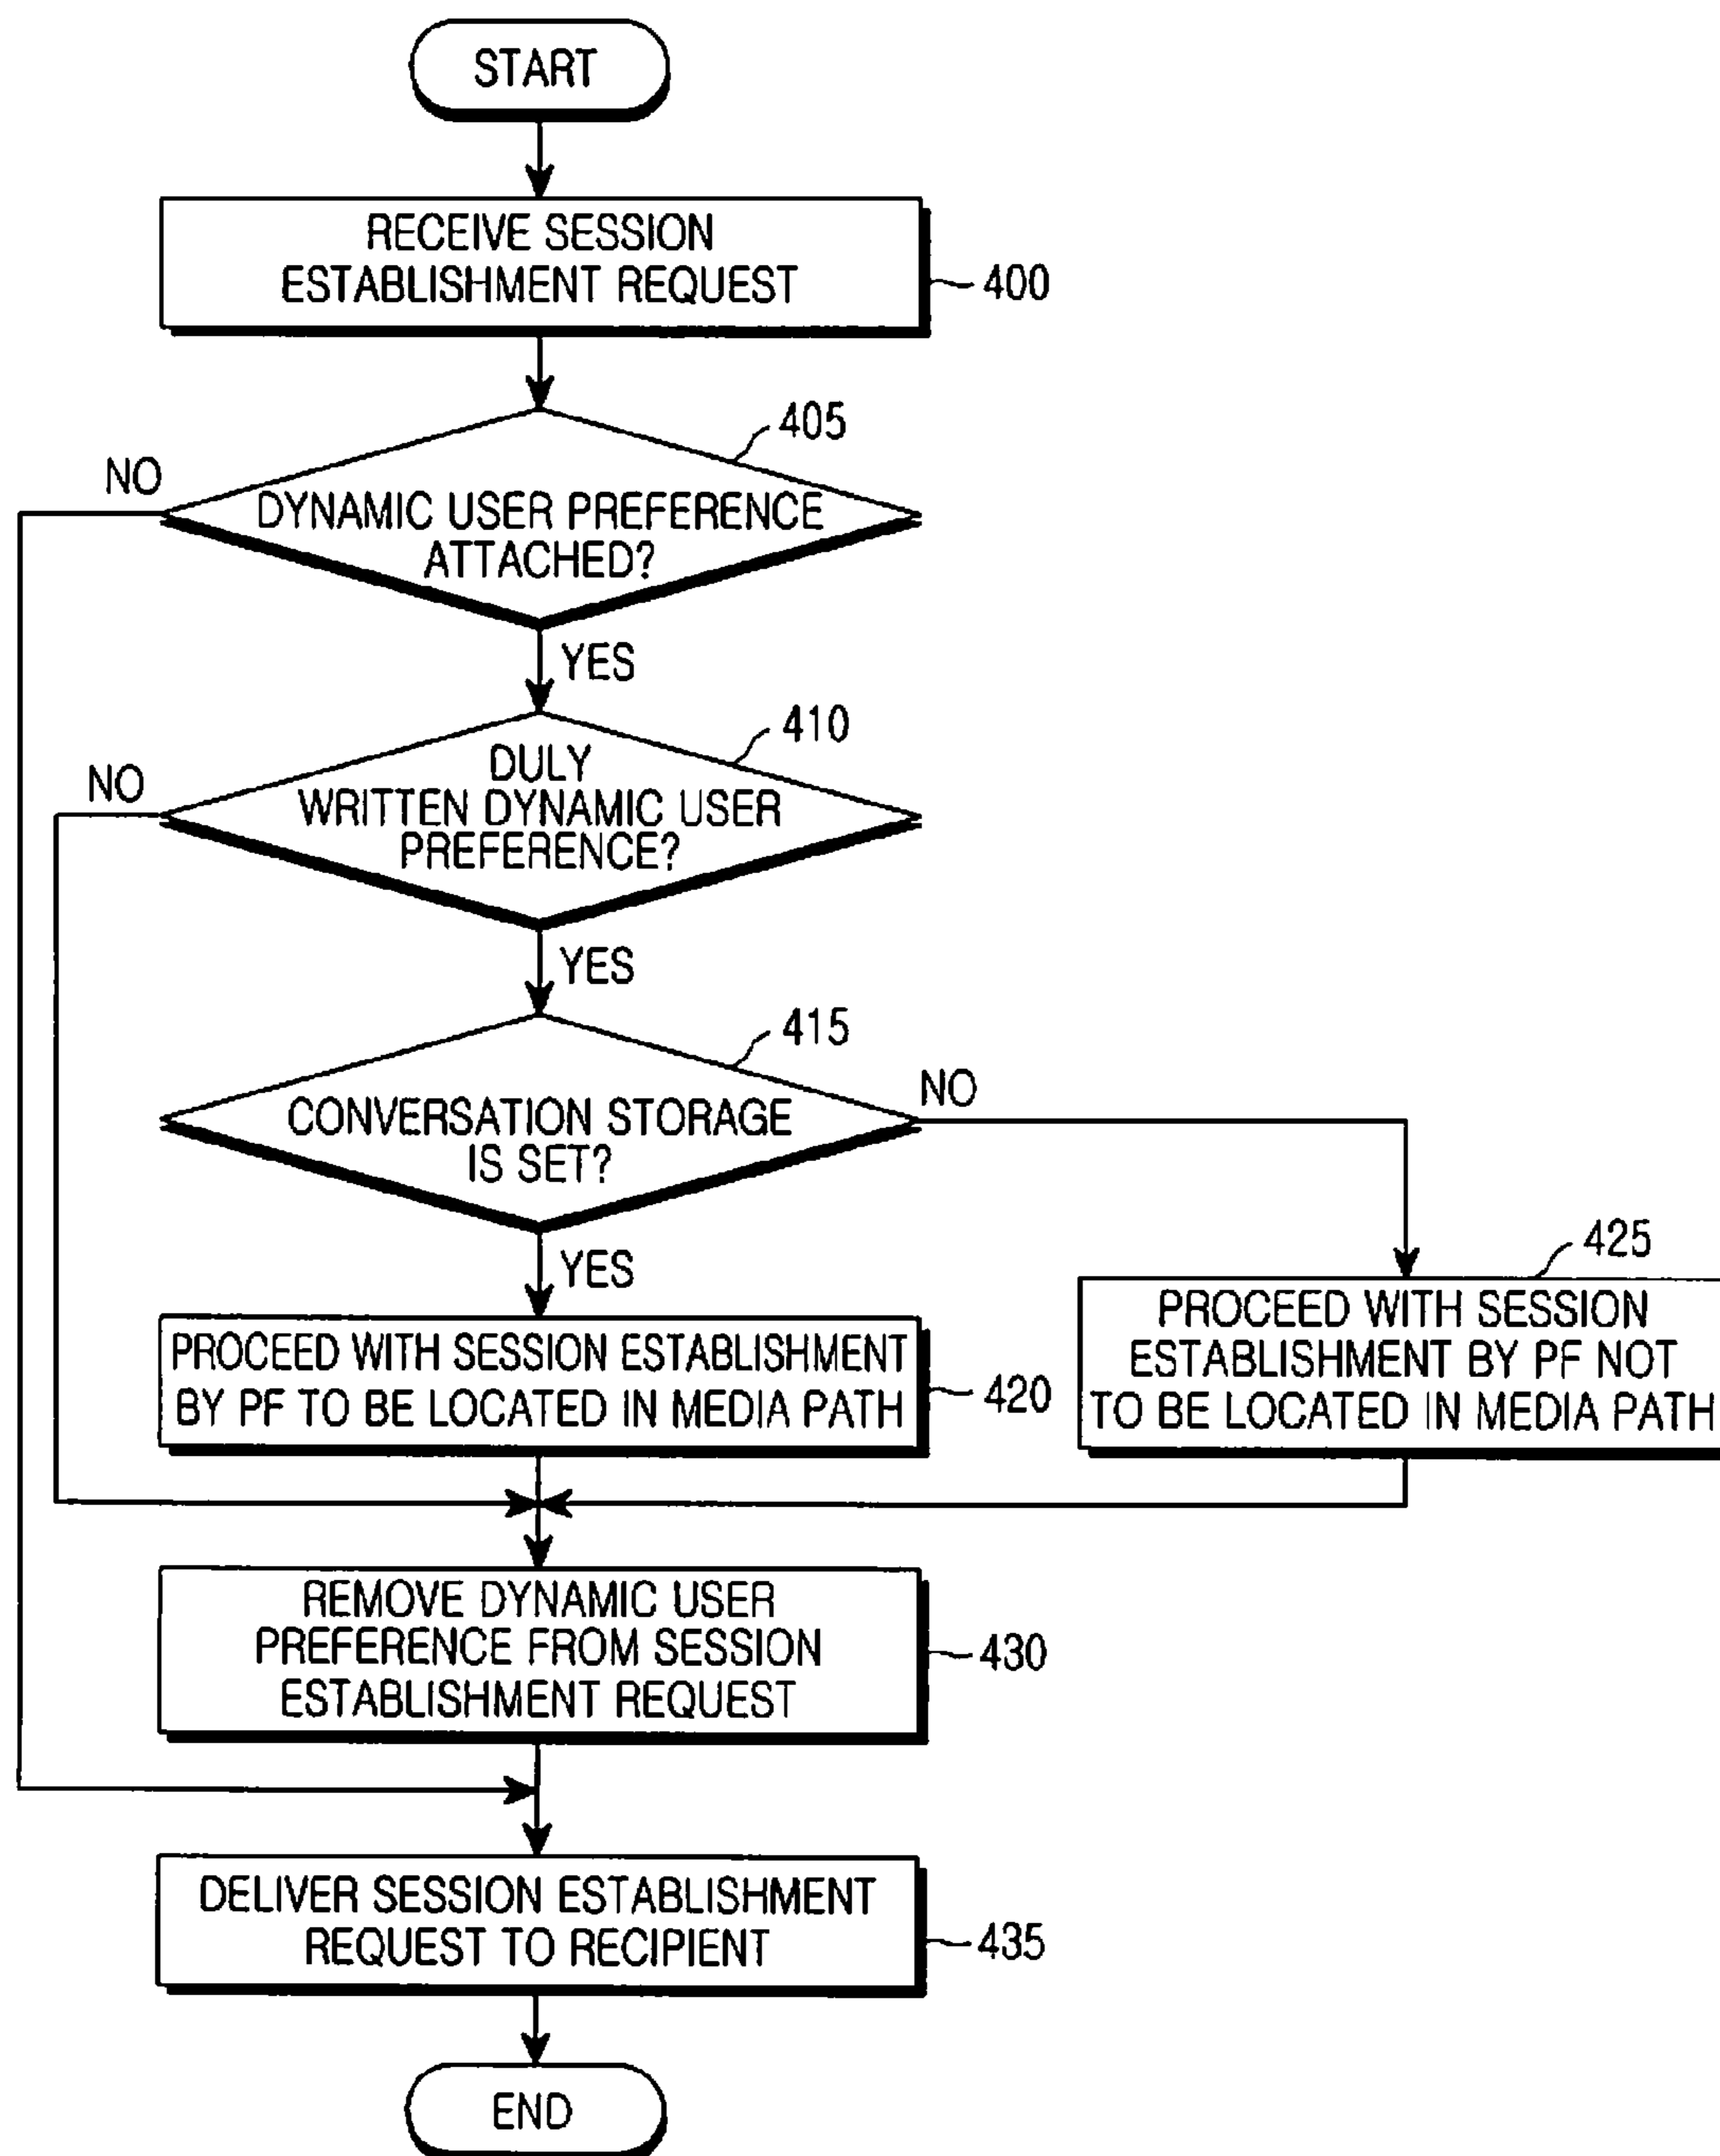 START
RECEIVE SESSION
ESTABLISHMENT REQUEST
400
405
NO
DYNAMIC USER PREFERENCE
ATTACHED?
YES
410
NO
DULY
WRITTEN DYNAMIC USER
PREFERENCE?
YES
415
NO
CONVERSATION STORAGE
IS SET?
YES
425
PROCEED WITH SESSION ESTABLISHMENT
BY PF TO BE LOCATED IN MEDIA PATH
420
PROCEED WITH SESSION
ESTABLISHMENT BY PF NOT
TO BE LOCATED IN MEDIA PATH
REMOVE DYNAMIC USER
PREFERENCE FROM SESSION
ESTABLISHMENT REQUEST
430
DELIVER SESSION ESTABLISHMENT
REQUEST TO RECIPIENT
435
END